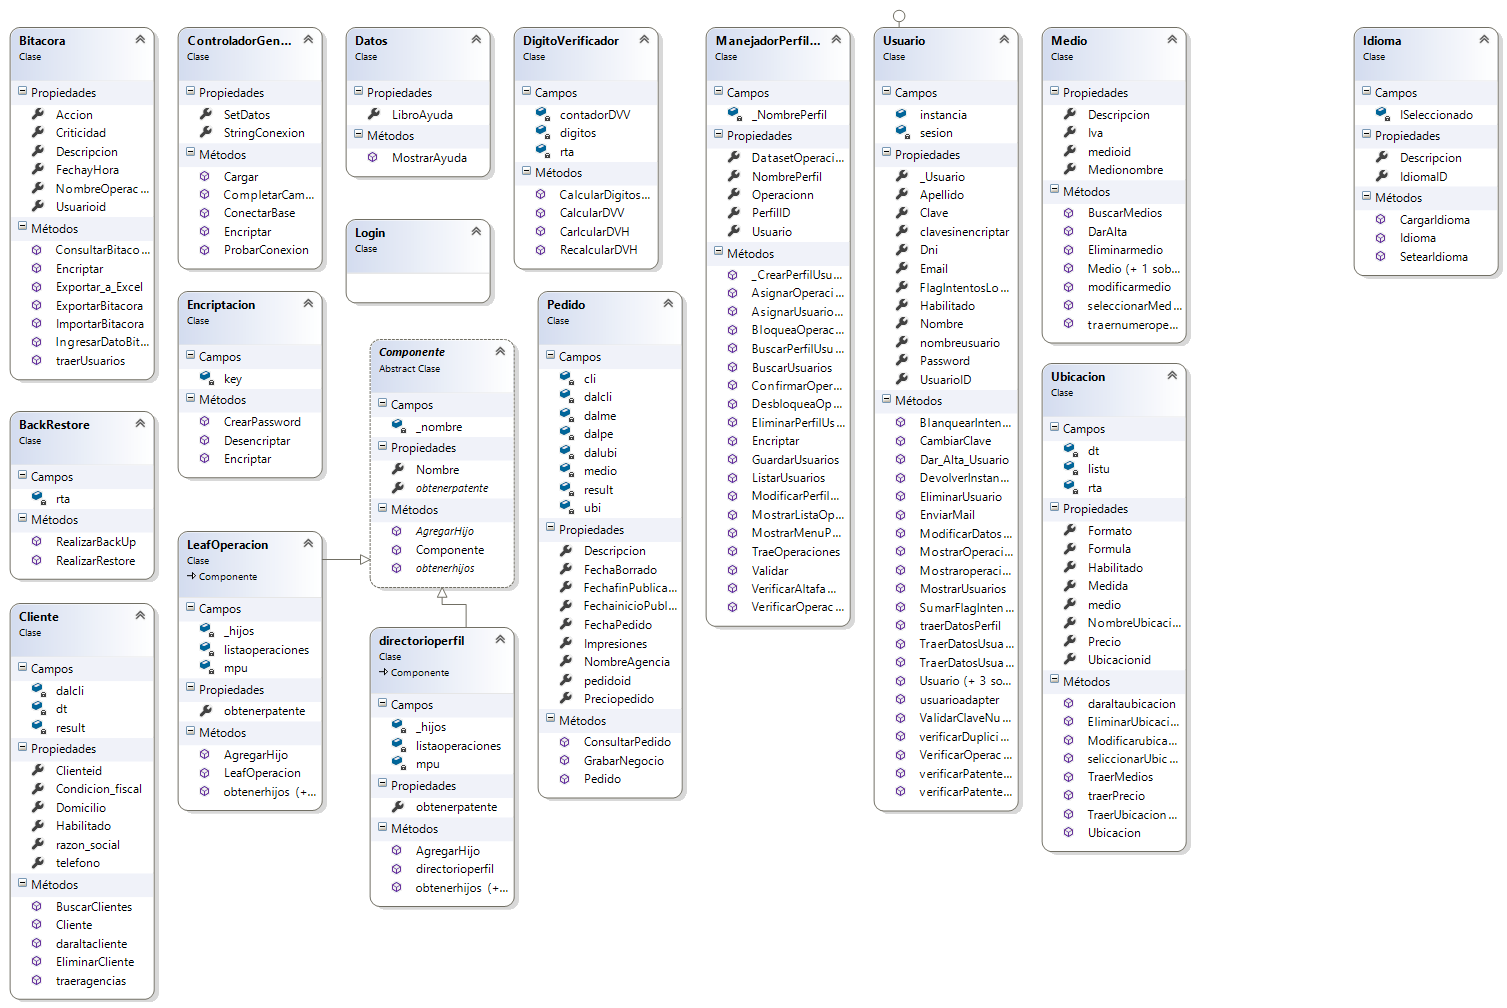 Bitacora
Clase
Propiedades
Accion
Criticidad
Descripcion
FechayHora
NombreOperac...
Usuarioid
Métodos
ConsultarBitaco...
Encriptar
Exportar_a_Excel
ExportarBitacora
ImportarBitacora
IngresarDatoBit...
traerUsuarios
BackRestore
Clase
Campos
rta
Métodos
RealizarBackUp
RealizarRestore
Cliente
Clase
Campos
dalcli
dt
result
Propiedades
Clienteid
Condicion_fiscal
Domicilio
Habilitado
razon_social
telefono
Métodos
BuscarClientes
Cliente
daraltacliente
EliminarCliente
traeragencias
ControladorGen...
Clase
Propiedades
SetDatos
StringConexion
Métodos
Cargar
CompletarCam...
ConectarBase
Encriptar
ProbarConexion
Encriptacion
Clase
Campos
key
Métodos
CrearPassword
Desencriptar
Encriptar
LeafOperacion
Clase
Componente
Campos
_hijos
listaoperaciones
mpu
Propiedades
obtenerpatente
Métodos
AgregarHijo
LeafOperacion
obtenerhijos (+...
Datos
Clase
Propiedades
LibroAyuda
Métodos
MostrarAyuda
Login
Clase
Componente
Abstract Clase
Campos
_nombre
Propiedades
Nombre
obtenerpatente
Métodos
AgregarHijo
Componente
obtenerhijos
directorioperfil
Clase
Componente
Campos
_hijos
listaoperaciones
mpu
Propiedades
obtenerpatente
Métodos
AgregarHijo
directorioperfil
obtenerhijos (+...
DigitoVerificador
Clase
Campos
contadorDVV
digitos
rta
Métodos
CalcularDigitos...
CalcularDVV
CarlcularDVH
RecalcularDVH
Pedido
Clase
Campos
cli
dalcli
dalme
dalpe
dalubi
medio
result
ubi
Propiedades
Descripcion
FechaBorrado
FechafinPublica...
FechainicioPubl...
FechaPedido
Impresiones
NombreAgencia
pedidoid
Preciopedido
Métodos
ConsultarPedido
GrabarNegocio
Pedido
ManejadorPerfil...
Clase
Campos
_NombrePerfil
Propiedades
DatasetOperaci...
NombrePerfil
Operacionn
PerfilID
Usuario
Métodos
_CrearPerfilUsu...
AsignarOperaci...
AsignarUsuario...
BloqueaOperac...
BuscarPerfilUsu...
BuscarUsuarios
ConfirmarOper...
DesbloqueaOp...
EliminarPerfilUs...
Encriptar
GuardarUsuarios
ListarUsuarios
ModificarPerfil...
MostrarListaOp...
MostrarMenuP...
TraeOperaciones
Validar
VerificarAltafa...
VerificarOperac...
Usuario
Clase
Campos
instancia
sesion
Propiedades
_Usuario
Apellido
Clave
clavesinencriptar
Dni
Email
FlagIntentosLo...
Habilitado
Nombre
nombreusuario
Password
UsuarioID
Métodos
BlanquearInten...
CambiarClave
Dar_Alta_Usuario
DevolverInstan...
EliminarUsuario
EnviarMail
ModificarDatos...
MostrarOperaci...
Mostraroperaci...
MostrarUsuarios
SumarFlagInten...
traerDatosPerfil
TraerDatosUsua...
TraerDatosUsua...
Usuario (+ 3 so...
usuarioadapter
ValidarClaveNu...
verificarDuplici...
VerificarOperac...
verificarPatente...
verificarPatente...
Medio
Clase
Propiedades
Descripcion
Iva
medioid
Medionombre
Métodos
BuscarMedios
DarAlta
Eliminarmedio
Medio (+ 1 sob...
modificarmedio
seleccionarMed...
traernumerope...
Ubicacion
Clase
Campos
dt
listu
rta
Propiedades
Formato
Formula
Habilitado
Medida
medio
NombreUbicaci...
Precio
Ubicacionid
Métodos
daraltaubicacion
EliminarUbicaci...
Modificarubica...
seliccionarUbic...
TraerMedios
traerPrecio
TraerUbicacion...
Ubicacion
Idioma
Clase
Campos
ISeleccionado
Propiedades
Descripcion
IdiomaID
Métodos
CargarIdioma
Idioma
SetearIdioma